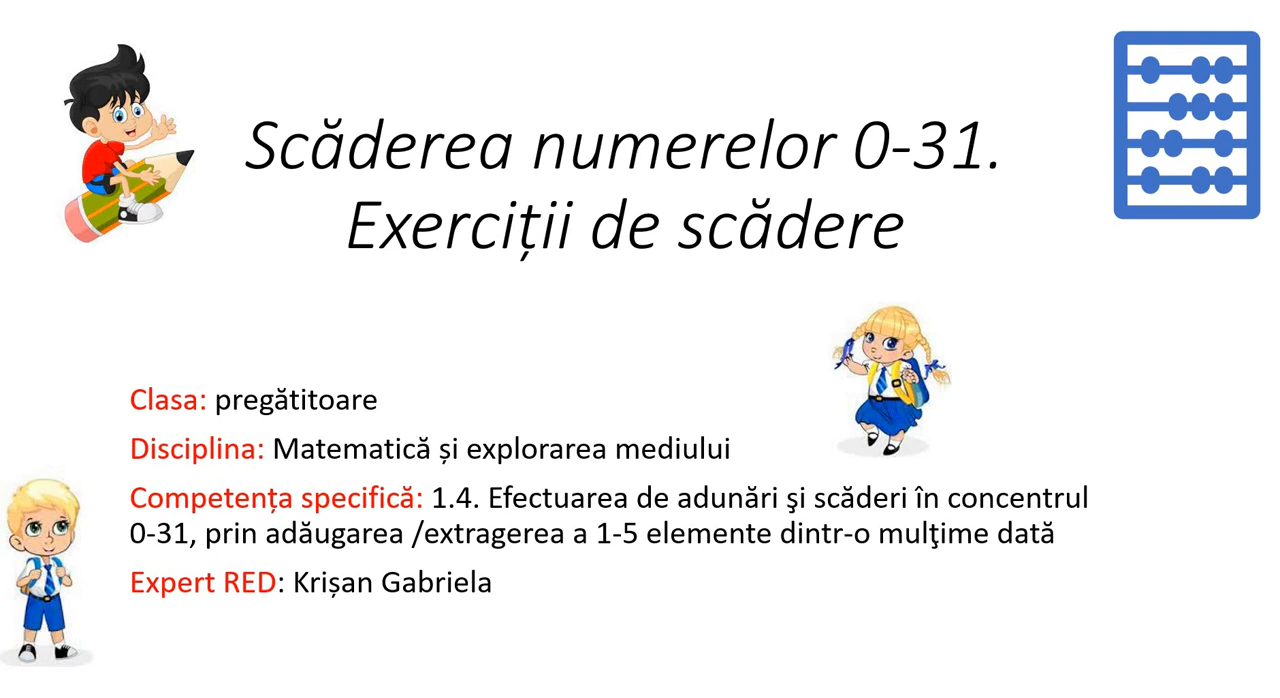 Scăderea numerelor 0-31.
Exerciții de scădere
Clasa: pregătitoare
Disciplina: Matematică și explorarea mediului
Competența specifică: 1.4. Efectuarea de adunări şi scăderi în concentrul
0-31, prin adăugarea /extragerea a 1-5 elemente dintr-o mulţime dată
Expert RED: Krișan Gabriela